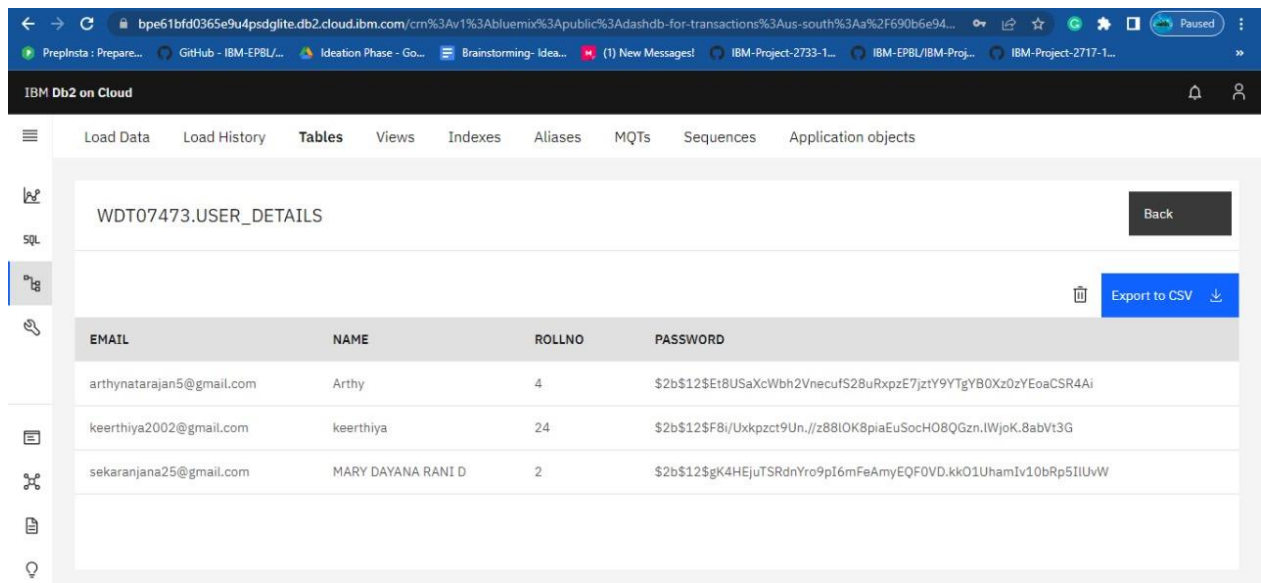 bpe61bfd0365e9u4psdglite.db2.cloud.ibm.com/crn%3Av1%3Abluemix%3Apublic%3Adashdb-for-transactions%3Aus-south%3Aa%2F690b6e94... Paused
PrepInsta : Prepare... GitHub - IBM-EPBL/... Ideation Phase - Go... Brainstorming- Idea... (1) New Messages! IBM-Project-2733-1... IBM-EPBL/IBM-Proj... IBM-Project-2717-1... »
IBM Db2 on Cloud
Load Data Load History Tables Views Indexes Aliases MQTs Sequences Application objects
WDT07473.USER_DETAILS Back
SQL
Export to CSV
EMAIL NAME ROLLNO PASSWORD
arthynatarajan5@gmail.com Arthy 4 $2b$12$Et8USaXcWbh2VnecufS28uRxpzE7jztY9YTgYB0Xz0zYEoaCSR4Ai
keerthiya2002@gmail.com keerthiya 24 $2b$12$F8i/Uxkpzct9Un.//z88lOK8piaEuSocHO8QGzn.lWjoK.8abVt3G
sekaranjana25@gmail.com MARY DAYANA RANI D 2 $2b$12$gK4HEjuTSRdnYro9pI6mFeAmyEQF0VD.kkO1UhamIv10bRp5IlUvW